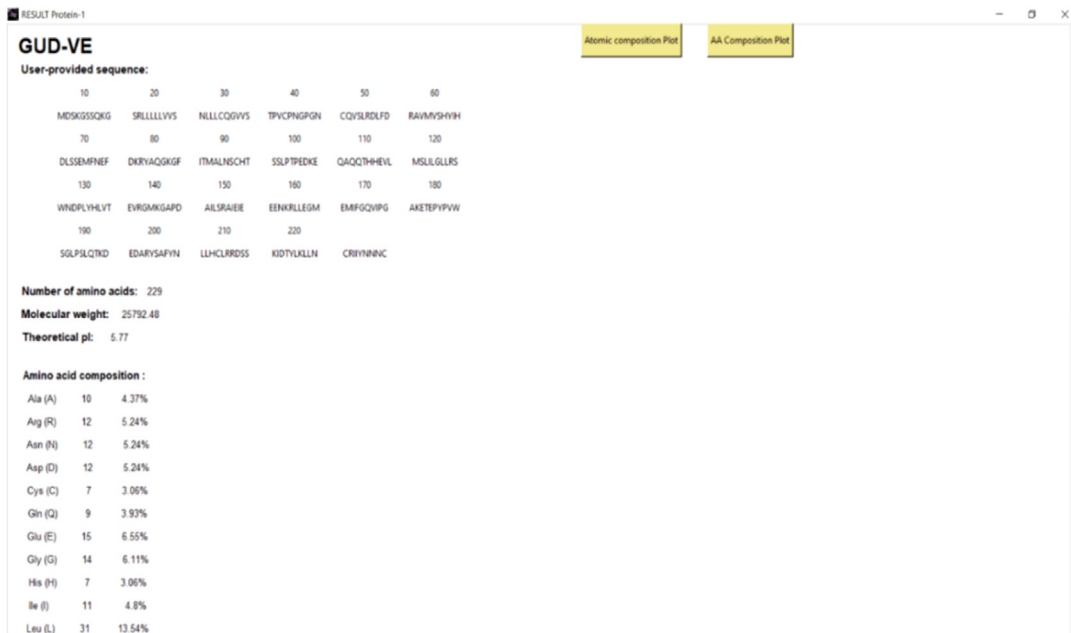 RESULT Protein-1
GUD-VE
Atomic composition Plot AA Composition Plot
User-provided sequence:
10 20 30 40 50 60
MDSKGSSQKG SRLLLLLVVS NLLLCQGVVS TPVCPNGPGN CQVSLRDLFD RAVMVSHYIH
70 80 90 100 110 120
DLSSEMFNEF DKRYAQGKGF ITMALNSCHT SSLPTPEDKE QAQQTHHEVL MSLILGLLRS
130 140 150 160 170 180
WNDPLYHLVT EVRGMKGAPD AILSRAIEIE EENKRLLEGM EMIFGQVIPG AKETEPYPVW
190 200 210 220
SGLPSLQTKD EDARYSAFYN LLHCLRRDSS KIDTYLKLLN CRIIYNNNC
Number of amino acids: 229
Molecular weight: 25792.48
Theoretical pI: 5.77
Amino acid composition :
Ala (A) 10 4.37%
Arg (R) 12 5.24%
Asn (N) 12 5.24%
Asp (D) 12 5.24%
Cys (C) 7 3.06%
Gln (Q) 9 3.93%
Glu (E) 15 6.55%
Gly (G) 14 6.11%
His (H) 7 3.06%
Ile (I) 11 4.8%
Leu (L) 31 13.54%